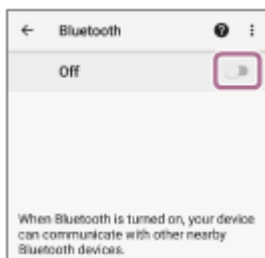 Bluetooth
Off
When Bluetooth is turned on, your device
can communicate with other nearby
Bluetooth devices.